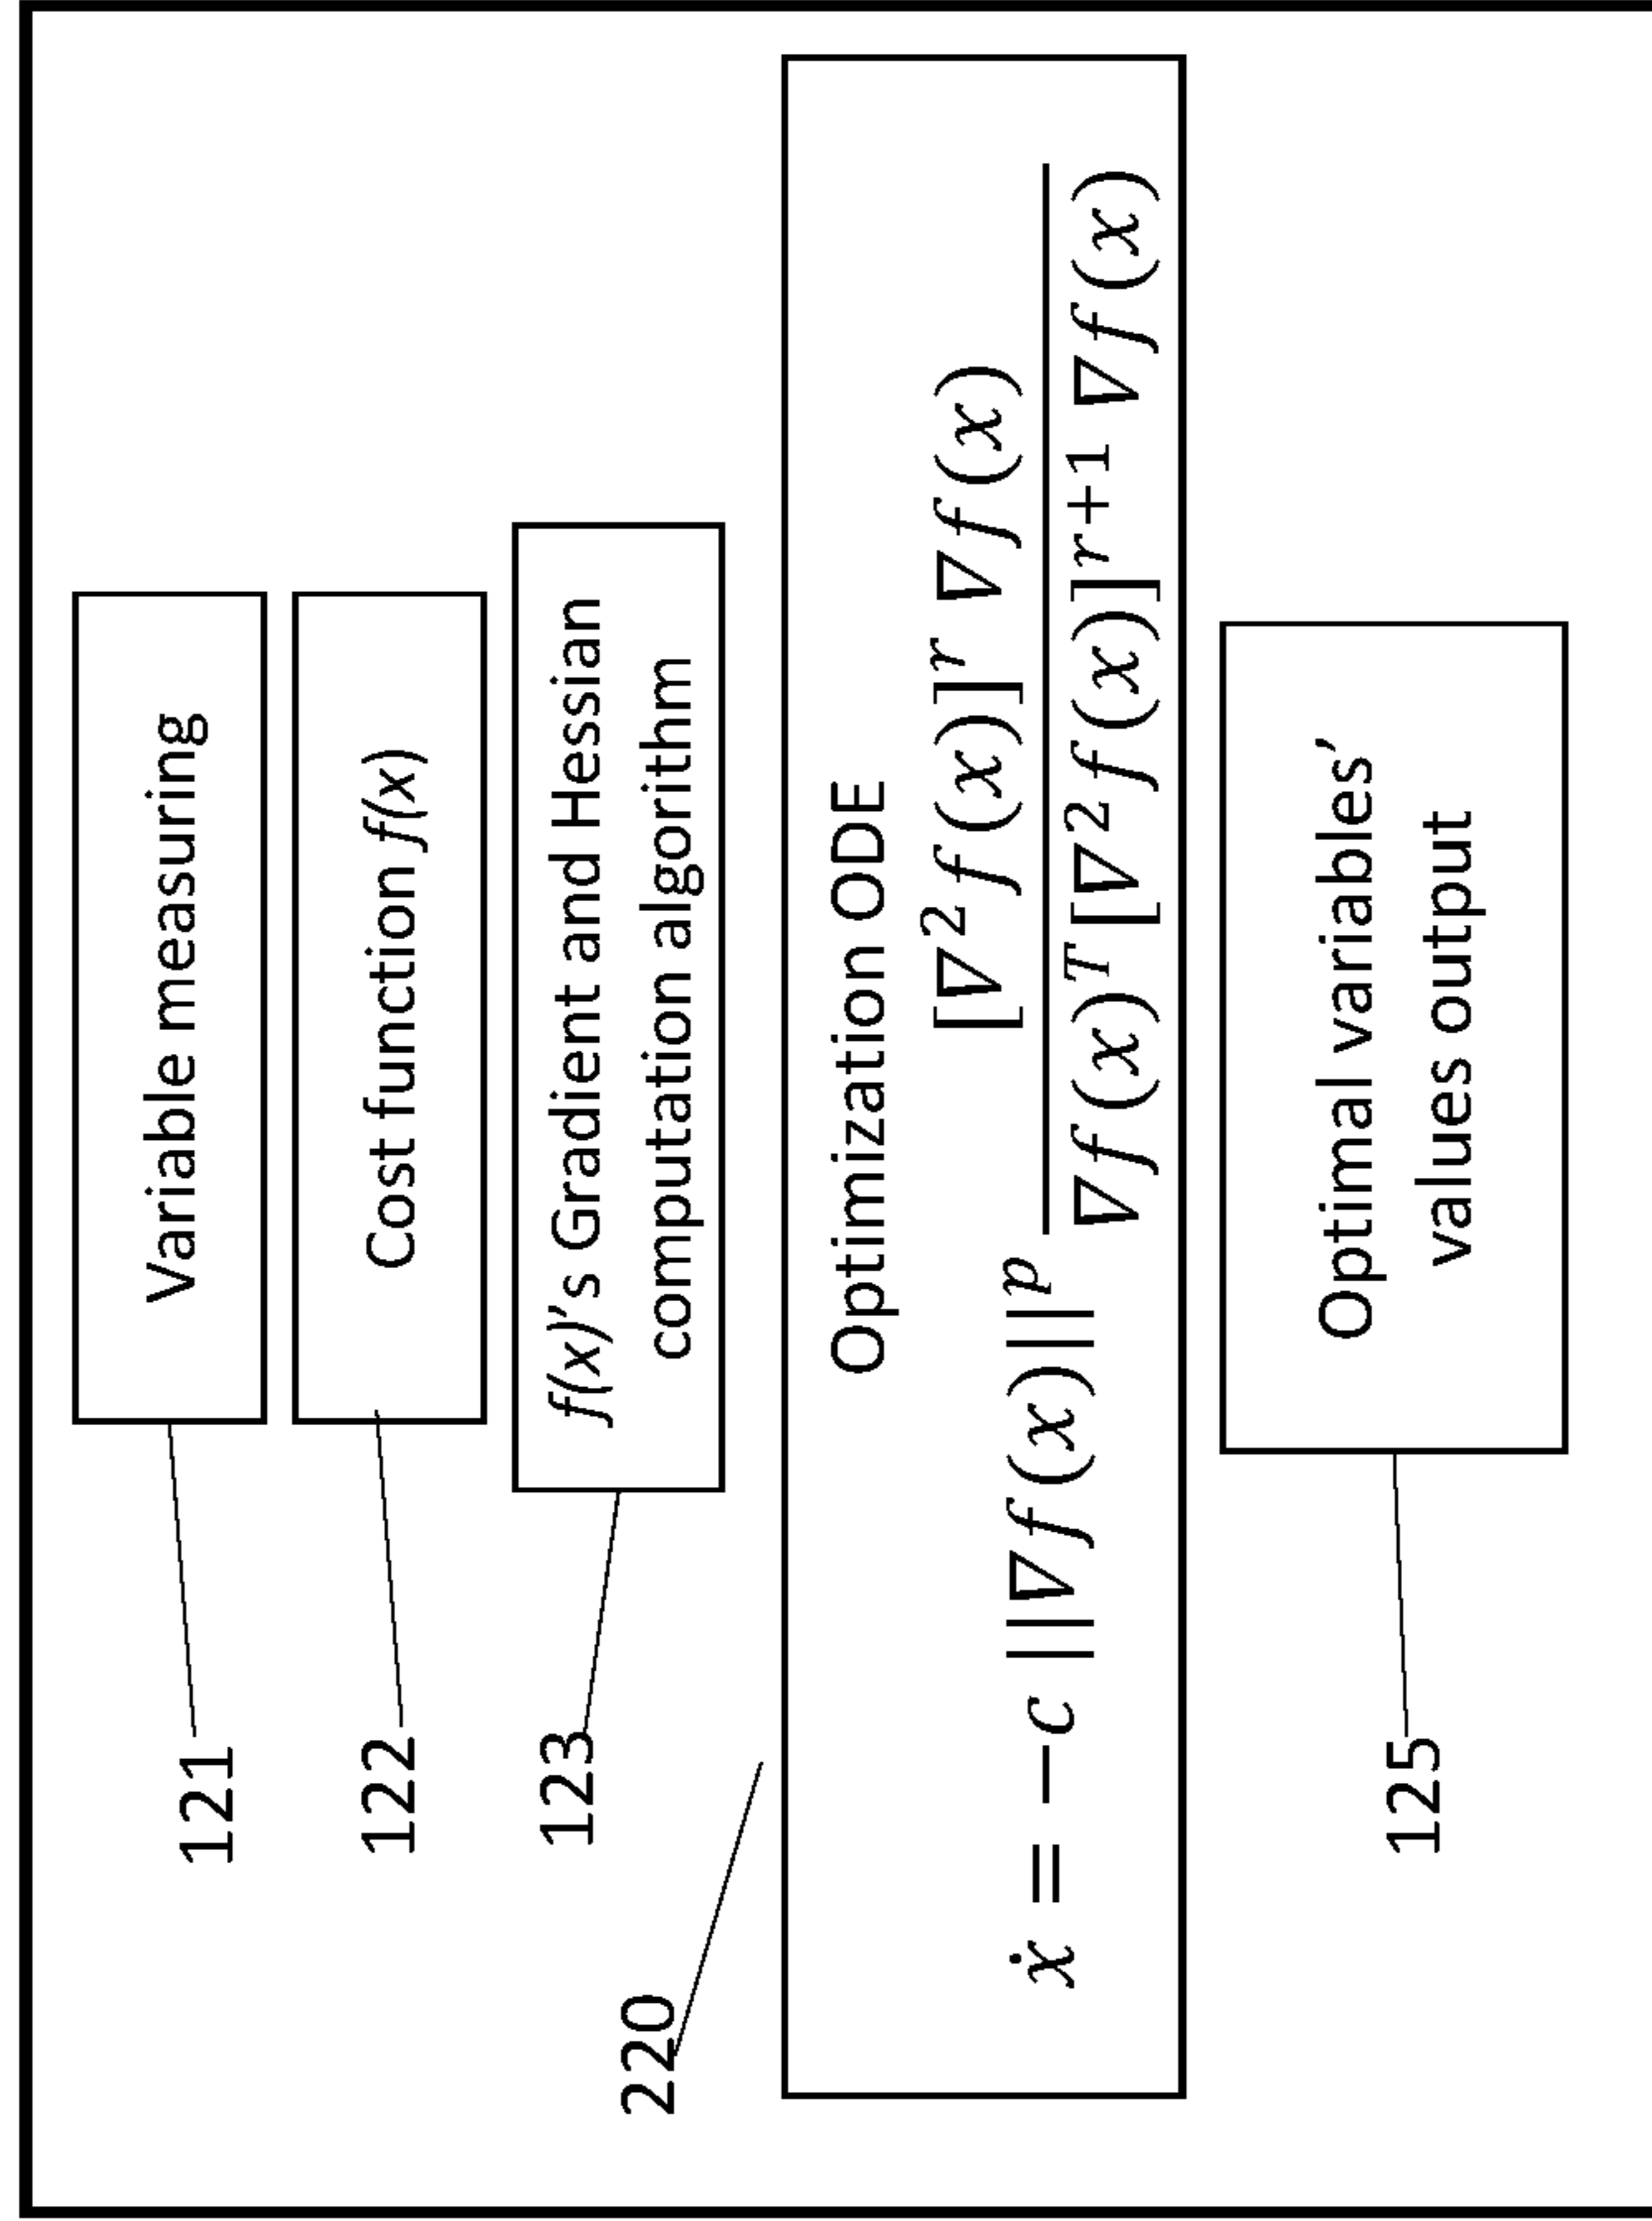 121
Variable measuring
122
Cost function f(x)
123
f(x)'s Gradient and Hessian
computation algorithm
220
Optimization ODE
ẋ = −c ||∇f(x)||ᵖ [∇²f(x)]ʳ ∇f(x) / ∇f(x)ᵀ [∇²f(x)]ʳ⁺¹ ∇f(x)
125
Optimal variables’
values output